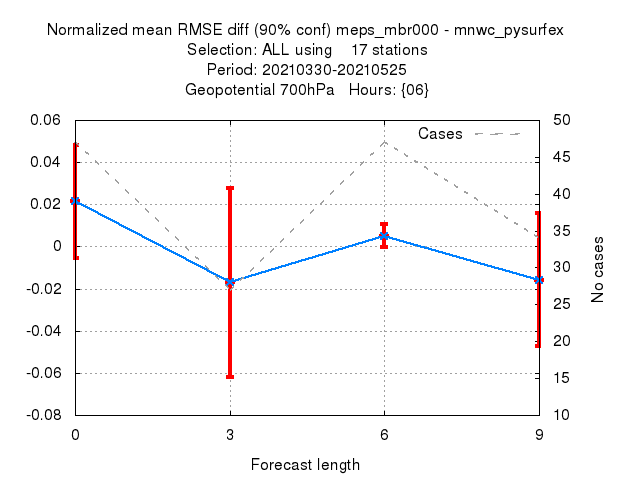 Normalized mean RMSE diff (90% conf) meps_mbr000 - mnwc_pysurfex
Selection: ALL using    17 stations
Period: 20210330-20210525
Geopotential 700hPa   Hours: {06}
Cases
0.06
0.04
0.02
0
-0.02
-0.04
-0.06
-0.08
50
45
40
35
30
25
20
15
10
No cases
0 3 6 9
Forecast length